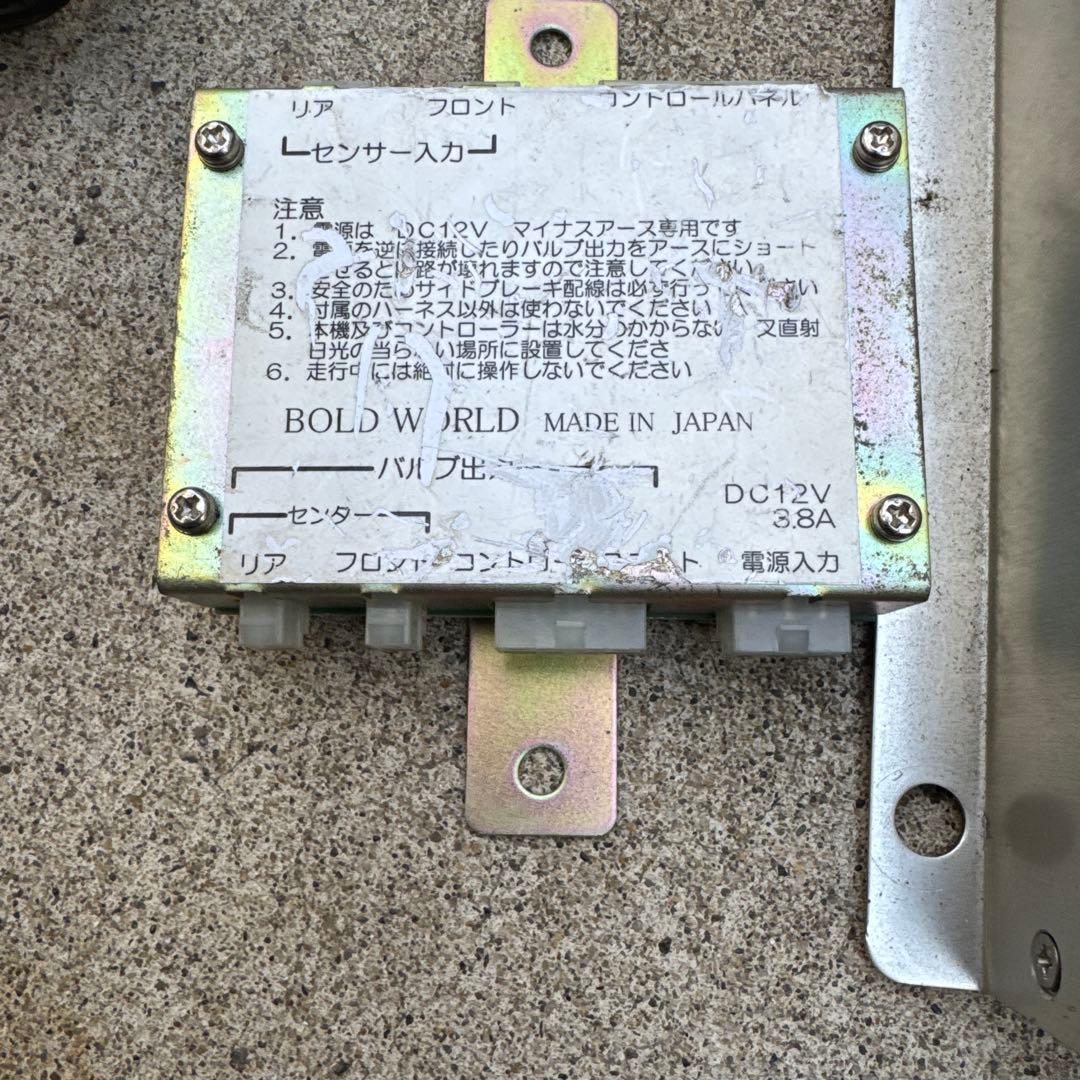 リア フロント コントロールパネル
センサー入力
注意
1. 電源は DC12V マイナスアース専用です
2. 電源を逆に接続したりバルブ出力をアースにショート
させると回路が壊れますので注意してください
3. 安全のためサイドブレーキ配線は必ず行って さい
4. 付属のハーネス以外は使わないでください
5. 本機及びコントローラーは水分のかからない 又直射
日光の当らない場所に設置してくださ
6. 走行中には絶対に操作しないでください
BOLD WORLD MADE IN JAPAN
バルブ出力
DC12V
センター
3.8A
リア フロント コントロー ト 電源入力